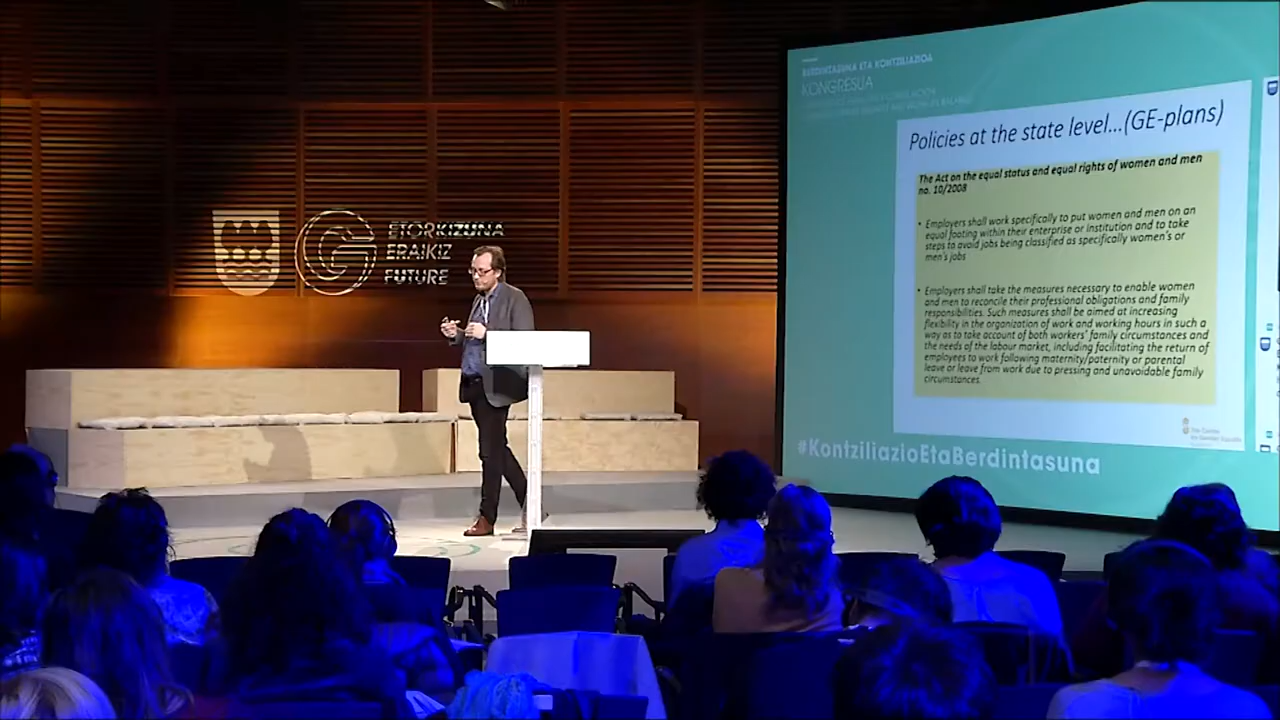 ETORKIZUNA
ERAIKIZ
FUTURE
BERDINTASUNA ETA KONTZILIAZIOA
KONGRESUA
Policies at the state level...(GE-plans)
The Act on the equal status and equal rights of women and men
no. 10/2008
• Employers shall work specifically to put women and men on an
equal footing within their enterprise or institution and to take
steps to avoid jobs being classified as specifically women's or
men's jobs
• Employers shall take the measures necessary to enable women
and men to reconcile their professional obligations and family
responsibilities. Such measures shall be aimed at increasing
flexibility in the organization of work and working hours in such a
way as to take account of both workers' family circumstances and
the needs of the labour market, including facilitating the return of
employees to work following maternity/paternity or parental
leave or leave from work due to pressing and unavoidable family
circumstances.
#KontziliazioEtaBerdintasuna